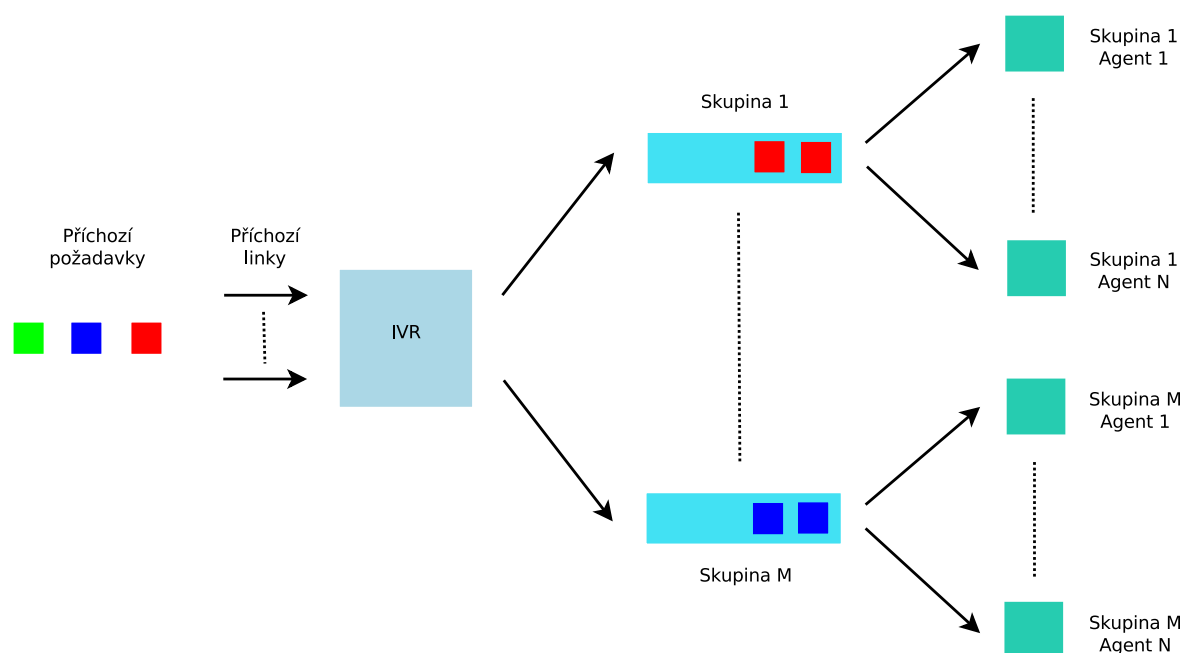 Příchozí
požadavky
Příchozí
linky
IVR
Skupina 1
Skupina M
Skupina 1
Agent 1
Skupina 1
Agent N
Skupina M
Agent 1
Skupina M
Agent N